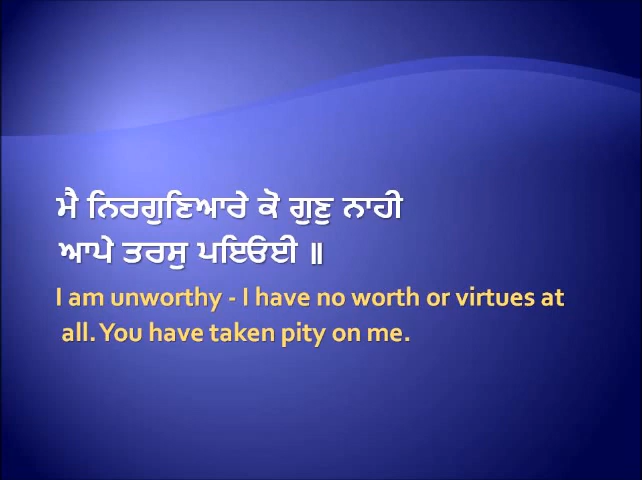 ਮੈ ਨਿਰਗੁਣਿਆਰੇ ਕੋ ਗੁਣੁ ਨਾਹੀ
ਆਪੇ ਤਰਸੁ ਪਇਓਈ ॥
I am unworthy - I have no worth or virtues at
all. You have taken pity on me.